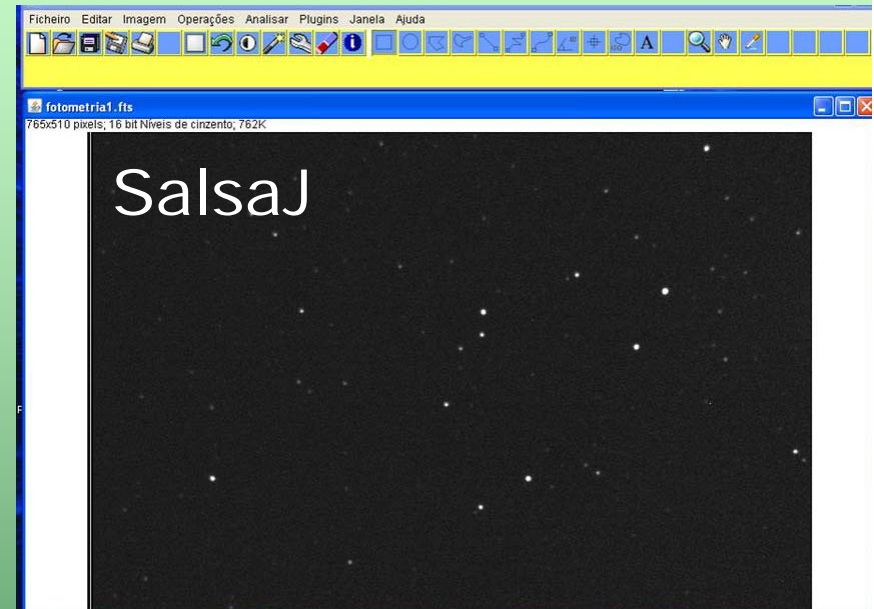 Ficheiro Editar Imagem Operações Analisar Plugins Janela Ajuda
A
fotometria1.fts
765x510 pixels; 16 bit Níveis de cinzento; 762K
SalsaJ
F